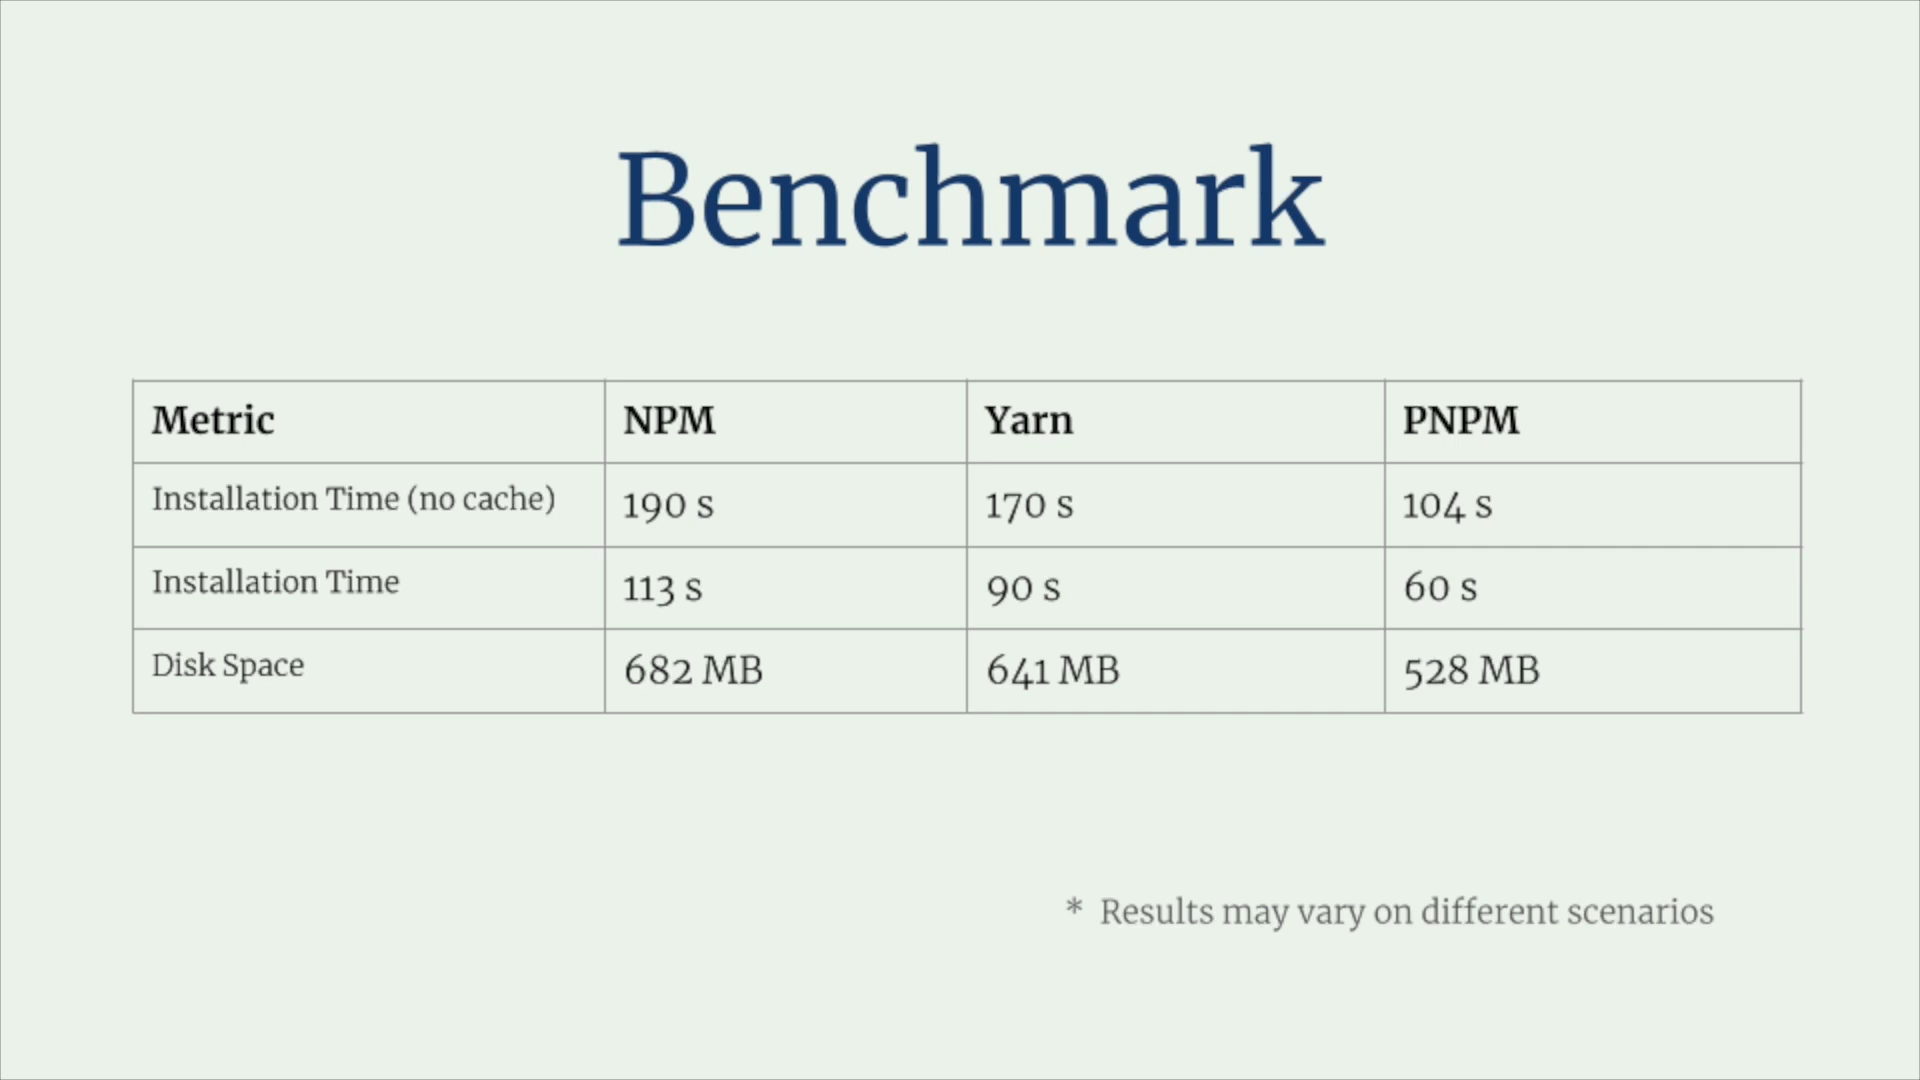 Benchmark
Metric NPM Yarn PNPM
Installation Time (no cache) 190 s 170 s 104 s
Installation Time 113 s 90 s 60 s
Disk Space 682 MB 641 MB 528 MB
* Results may vary on different scenarios